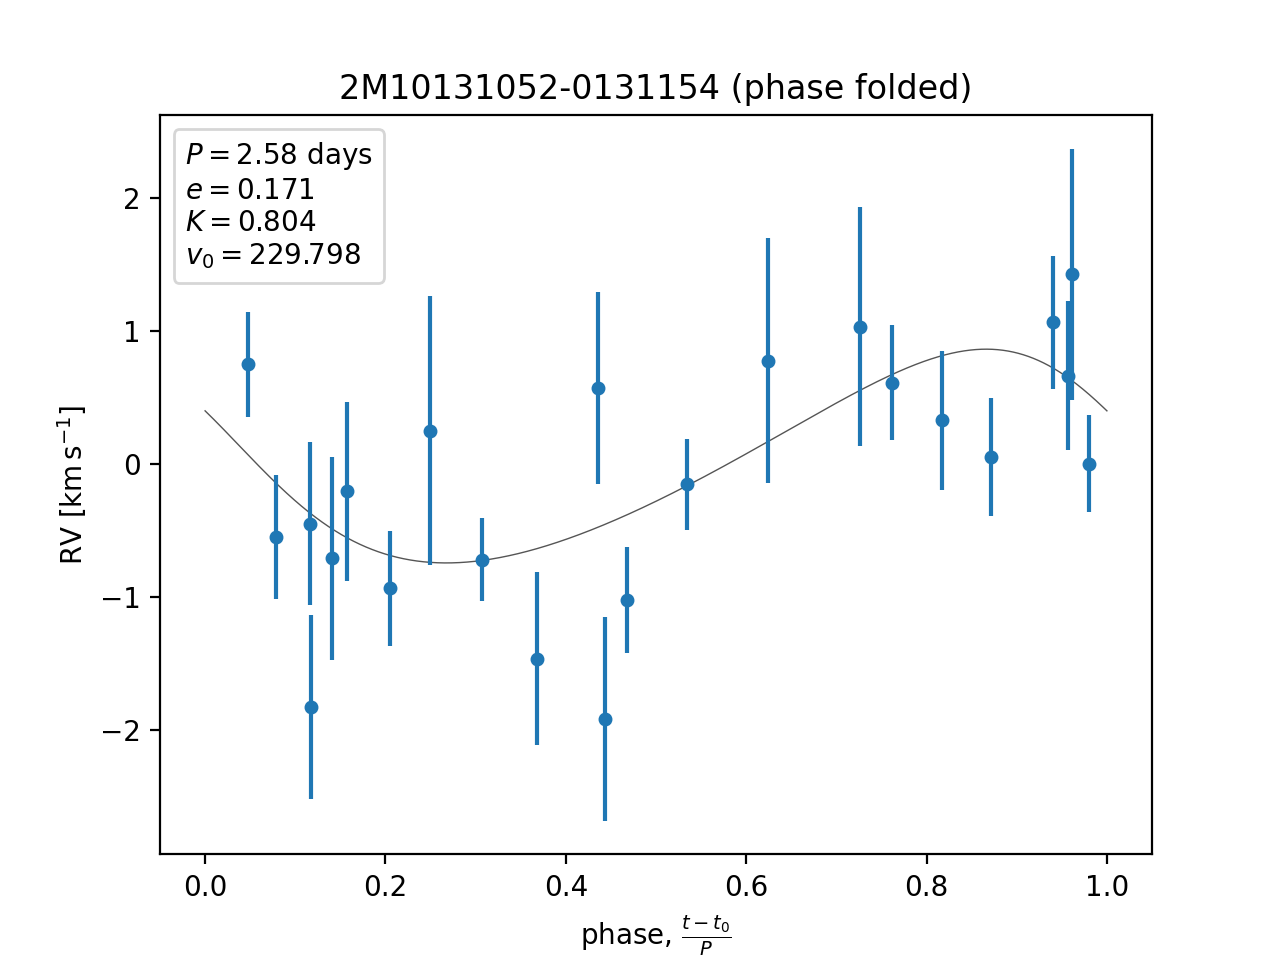 2M10131052-0131154 (phase folded)
P = 2.58 days
e = 0.171
K = 0.804
v₀ = 229.798
2
1
0
−1
−2
RV [km s⁻¹]
0.0 0.2 0.4 0.6 0.8 1.0
phase, (t − t₀)/P